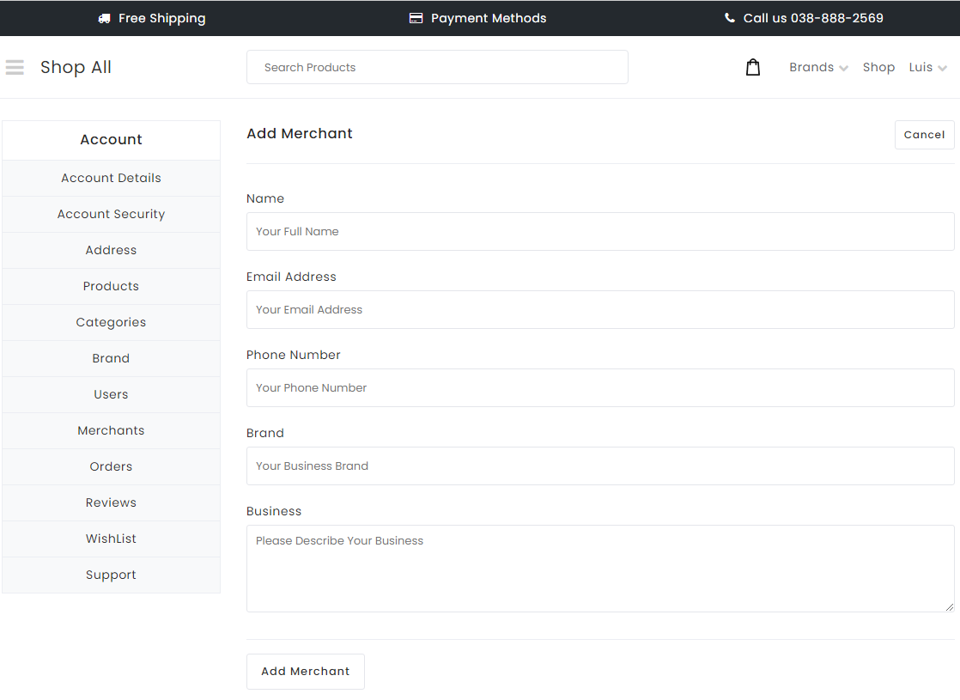 Free Shipping
Payment Methods
Call us 038-888-2569
Shop All
Search Products
Brands
Shop
Luis
Account
Account Details
Account Security
Address
Products
Categories
Brand
Users
Merchants
Orders
Reviews
WishList
Support
Add Merchant
Cancel
Name
Your Full Name
Email Address
Your Email Address
Phone Number
Your Phone Number
Brand
Your Business Brand
Business
Please Describe Your Business
Add Merchant